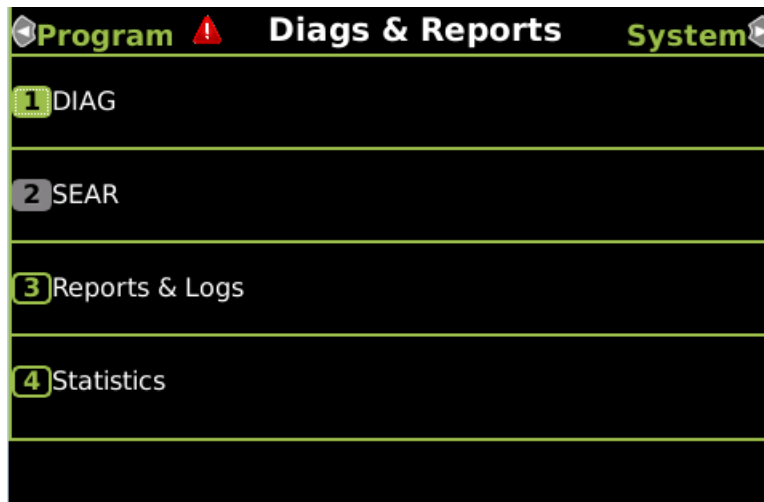 Program ! Diags & Reports System
1 DIAG
2 SEAR
3 Reports & Logs
4 Statistics